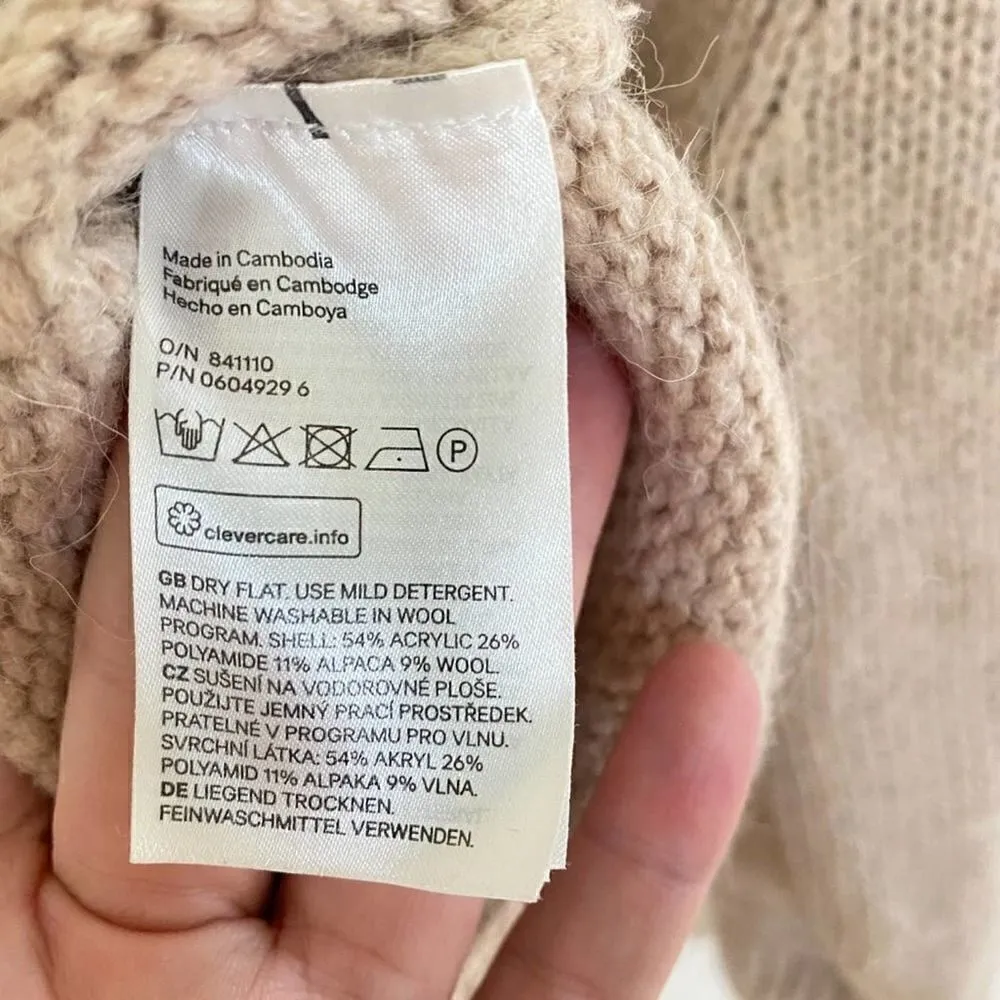 Made in Cambodia
Fabriqué en Cambodge
Hecho en Camboya
O/N 841110
P/N 0604929 6
P
clevercare.info
GB DRY FLAT. USE MILD DETERGENT.
MACHINE WASHABLE IN WOOL
PROGRAM. SHELL: 54% ACRYLIC 26%
POLYAMIDE 11% ALPACA 9% WOOL.
CZ SUŠENÍ NA VODOROVNÉ PLOŠE.
POUŽIJTE JEMNÝ PRACÍ PROSTŘEDEK.
PRATELNÉ V PROGRAMU PRO VLNU.
SVRCHNÍ LÁTKA: 54% AKRYL 26%
POLYAMID 11% ALPAKA 9% VLNA.
DE LIEGEND TROCKNEN.
FEINWASCHMITTEL VERWENDEN.